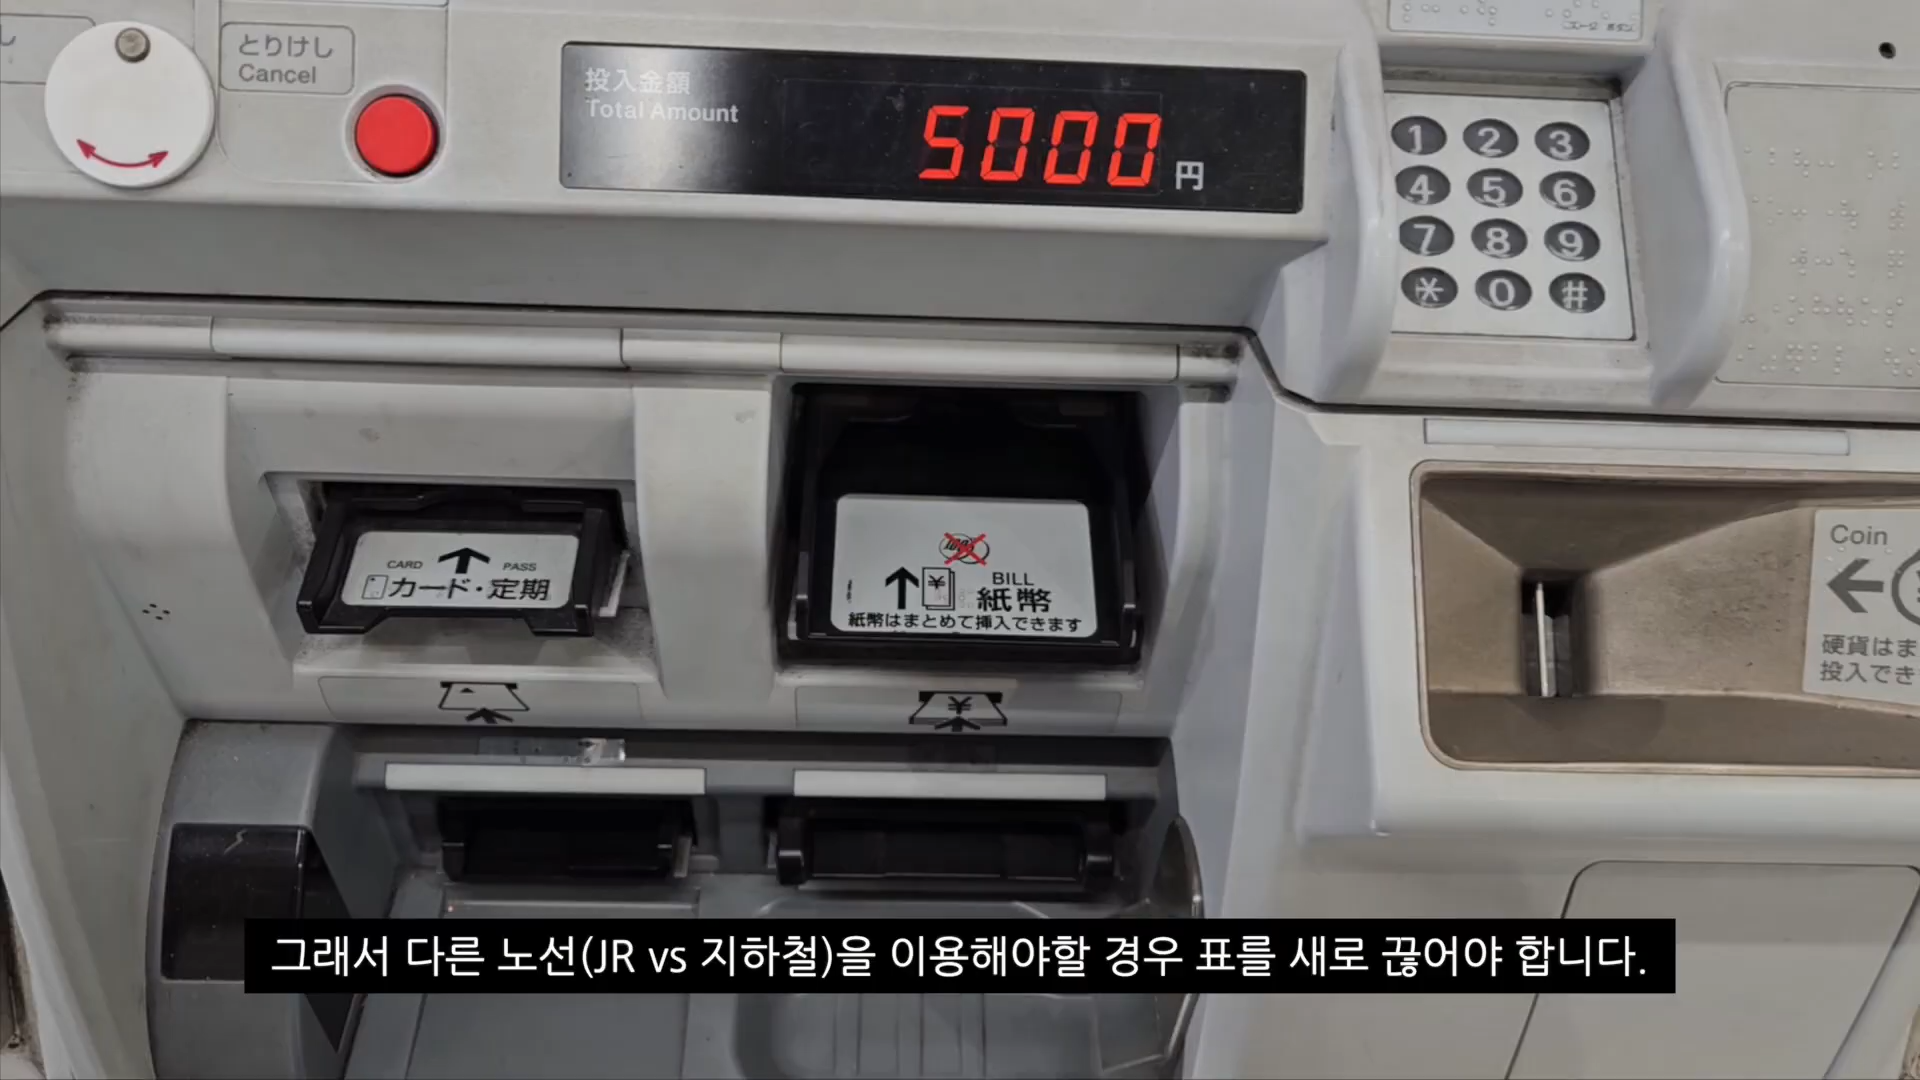 し
とりけし
Cancel
投入金額
Total Amount
5000 円
1 2 3
4 5 6
7 8 9
* 0 #
CARD PASS
カード・定期
BILL
紙幣
紙幣はまとめて挿入できます
¥
Coin
硬貨はま
投入でき
그래서 다른 노선(JR vs 지하철)을 이용해야할 경우 표를 새로 끊어야 합니다.